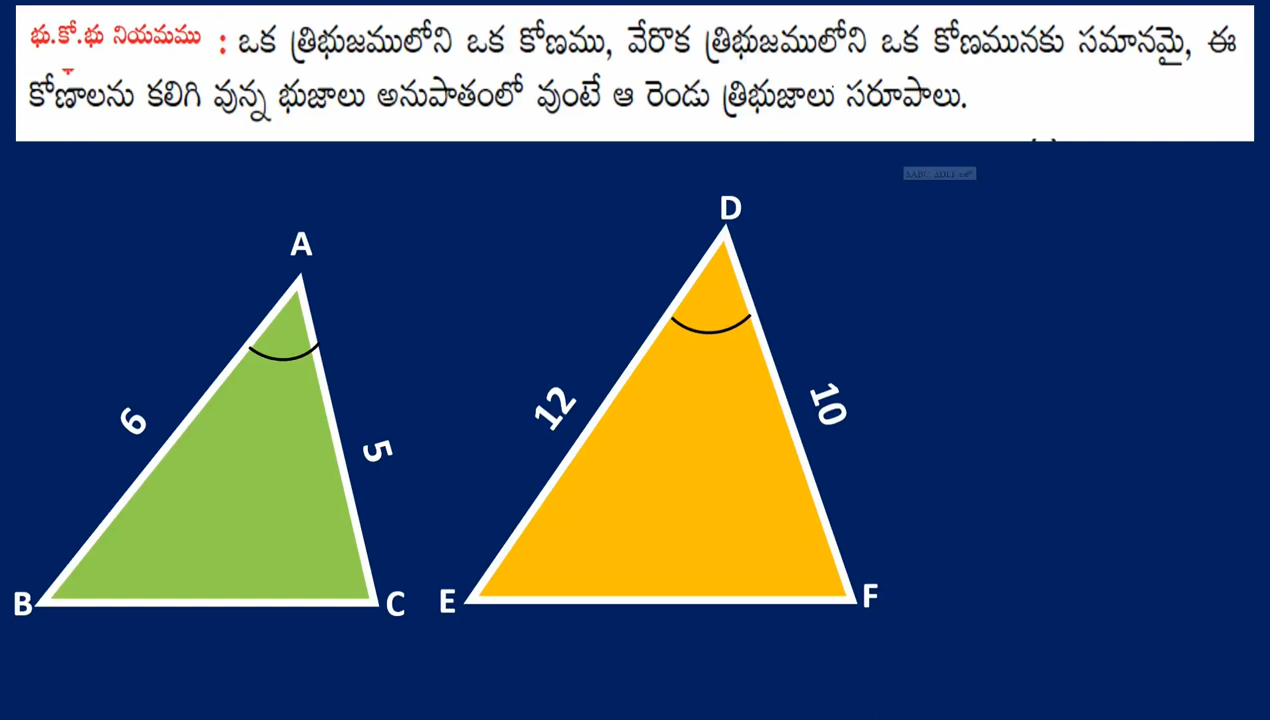 భు.కో.భు నియమము : ఒక త్రిభుజములోని ఒక కోణము, వేరొక త్రిభుజములోని ఒక కోణమునకు సమానమై, ఈ
కోణాలను కలిగి వున్న భుజాలు అనుపాతంలో వుంటే ఆ రెండు త్రిభుజాలు సరూపాలు.
D
A
12
10
6
5
B
C
E
F